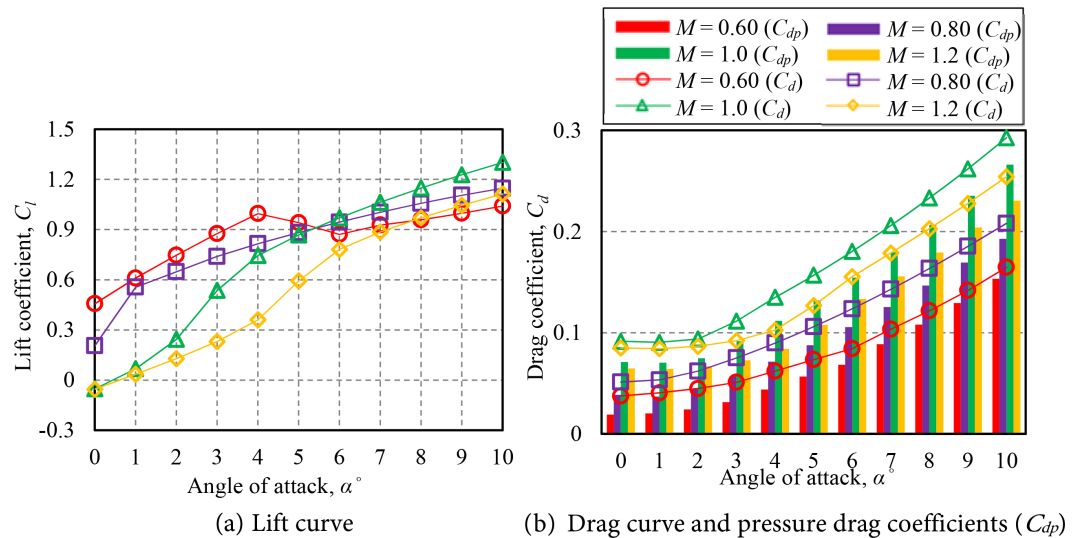 M = 0.60 (Cdp)
M = 0.80 (Cdp)
M = 1.0 (Cdp)
M = 1.2 (Cdp)
M = 0.60 (Cd)
M = 0.80 (Cd)
M = 1.0 (Cd)
M = 1.2 (Cd)
Lift coefficient, Cl
1.5
1.2
0.9
0.6
0.3
0
-0.3
0 1 2 3 4 5 6 7 8 9 10
Angle of attack, α°
(a) Lift curve
Drag coefficient, Cd
0.3
0.2
0.1
0
0 1 2 3 4 5 6 7 8 9 10
Angle of attack, α°
(b) Drag curve and pressure drag coefficients (Cdp)